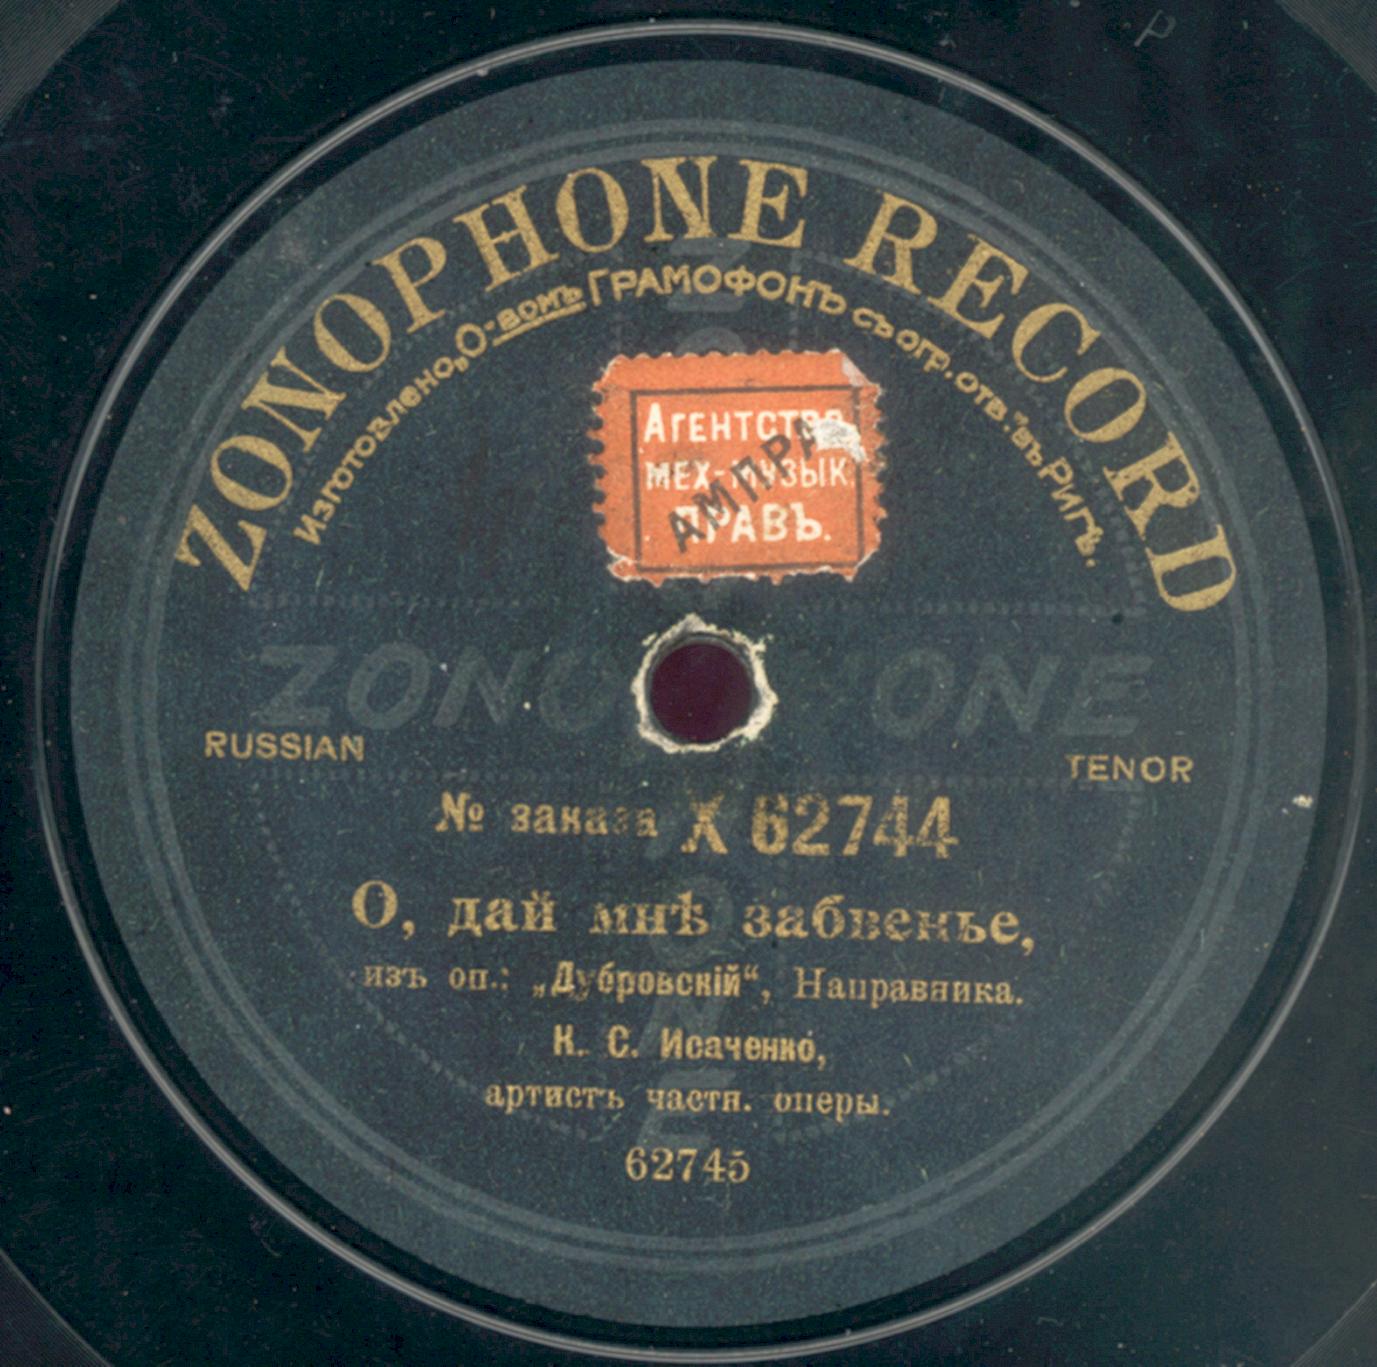 P
ZONOPHONE RECORD
Изготовлено „О-вомъ ГРАМОФОНЪ съ огр. отв.“ въ Ригѣ.
АГЕНТСТВО
МЕХ-МУЗЫК.
ПРАВЪ.
АМПРА
ZONOPHONE
RUSSIAN
TENOR
№ заказа X 62744
О, дай мнѣ забвенье,
изъ оп.: „Дубровскій“, Направника.
К. С. Исаченко,
артистъ частн. оперы.
62745